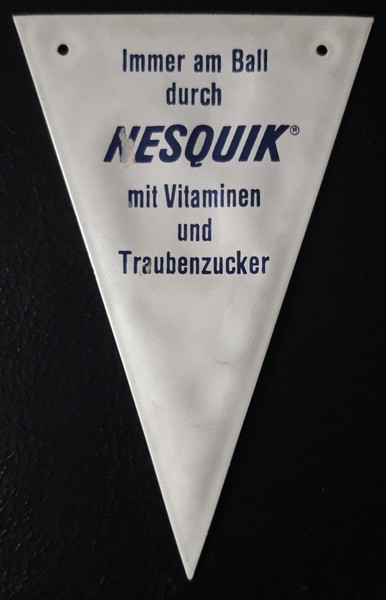 Immer am Ball
durch
NESQUIK®
mit Vitaminen
und
Traubenzucker